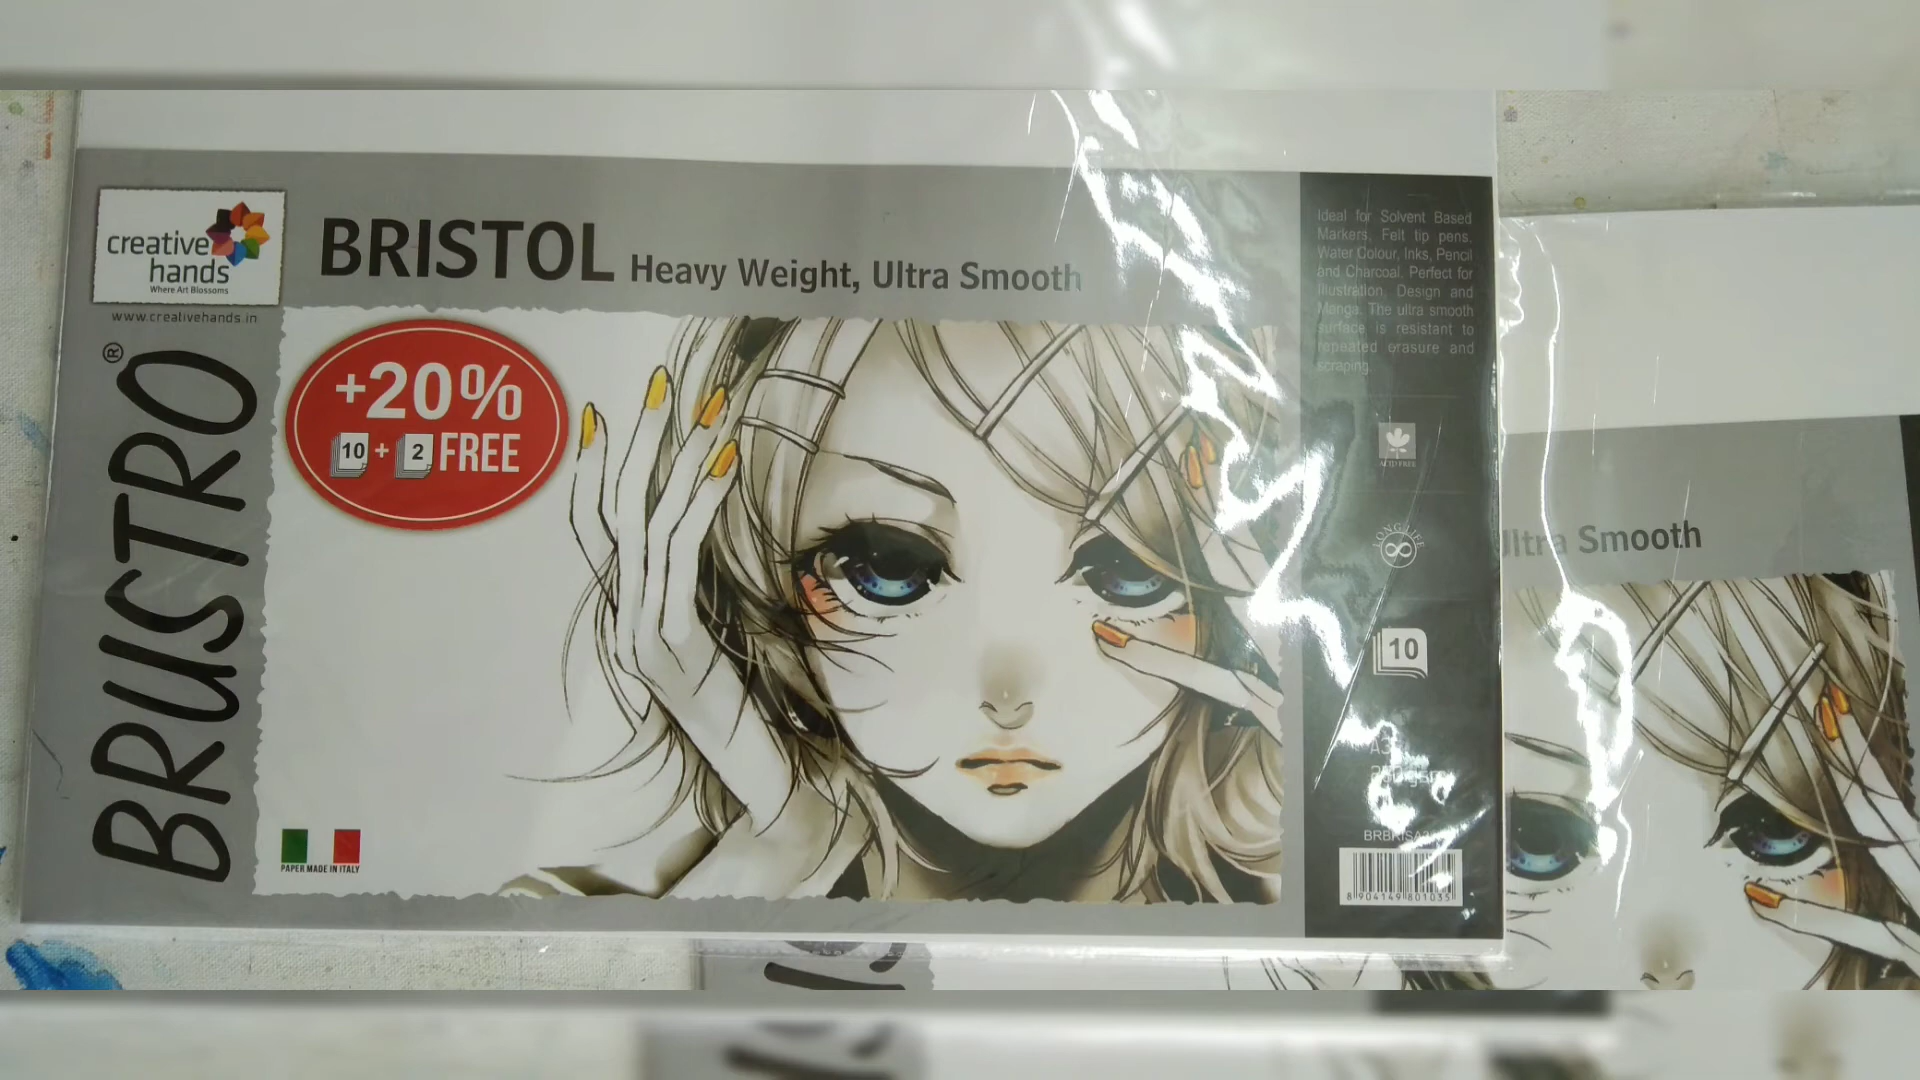 creative
hands
Where Art Blossoms
www.creativehands.in
BRUSTRO®
BRISTOL Heavy Weight, Ultra Smooth
+20%
10 + 2 FREE
PAPER MADE IN ITALY
Ideal for Solvent Based
Markers, Felt tip pens,
Water Colour, Inks, Pencil
and Charcoal. Perfect for
Illustration, Design and
Manga. The ultra smooth
surface is resistant to
repeated erasure and
scraping.
ACID FREE
LONG LIFE
10
A3
8 904149 801035
Ultra Smooth